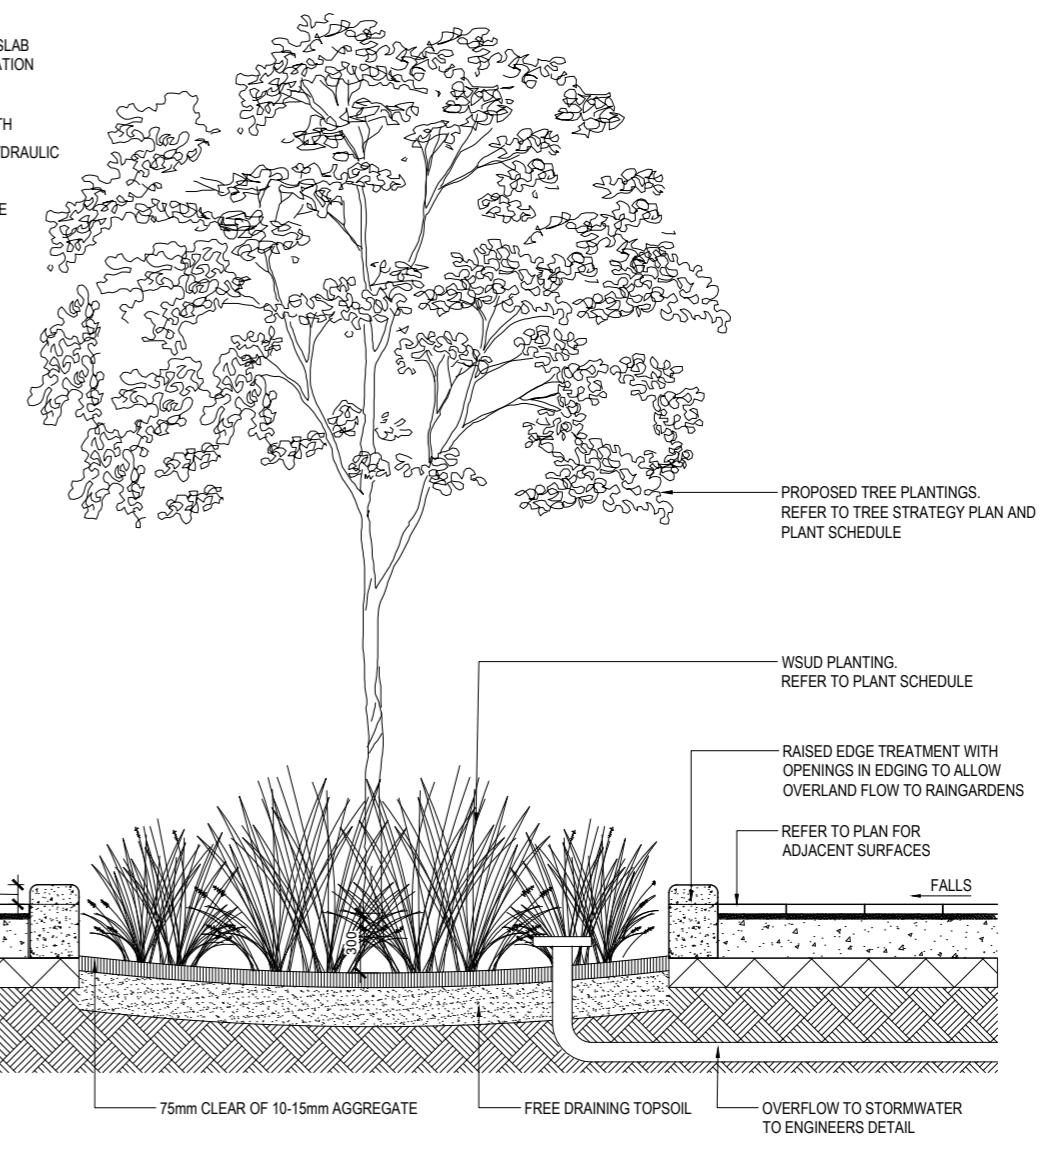 SLAB
ATION
TH
YDRAULIC
E
PROPOSED TREE PLANTINGS.
REFER TO TREE STRATEGY PLAN AND
PLANT SCHEDULE
WSUD PLANTING.
REFER TO PLANT SCHEDULE
RAISED EDGE TREATMENT WITH
OPENINGS IN EDGING TO ALLOW
OVERLAND FLOW TO RAINGARDENS
REFER TO PLAN FOR
ADJACENT SURFACES
FALLS
300
75mm CLEAR OF 10-15mm AGGREGATE
FREE DRAINING TOPSOIL
OVERFLOW TO STORMWATER
TO ENGINEERS DETAIL